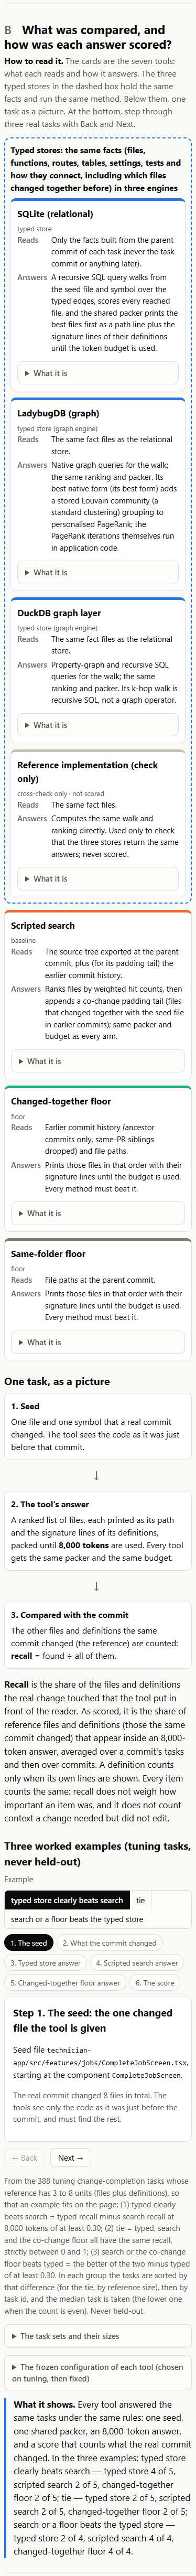 B What was compared, and
how was each answer scored?
How to read it. The cards are the seven tools:
what each reads and how it answers. The three
typed stores in the dashed box hold the same
facts and run the same method. Below them, one
task as a picture. At the bottom, step through
three real tasks with Back and Next.
Typed stores: the same facts (files,
functions, routes, tables, settings, tests and
how they connect, including which files
changed together before) in three engines
SQLite (relational)
typed store
Reads Only the facts built from the parent
commit of each task (never the task
commit or anything later).
Answers A recursive SQL query walks from
the seed file and symbol over the
typed edges, scores every reached
file, and the shared packer prints the
best files first as a path line plus the
signature lines of their definitions
until the token budget is used.
▶ What it is
LadybugDB (graph)
typed store (graph engine)
Reads The same fact files as the relational
store.
Answers Native graph queries for the walk;
the same ranking and packer. Its
best native form (its best form) adds
a stored Louvain community (a
standard clustering) grouping to
personalised PageRank; the
PageRank iterations themselves run
in application code.
▶ What it is
DuckDB graph layer
typed store (graph engine)
Reads The same fact files as the relational
store.
Answers Property-graph and recursive SQL
queries for the walk; the same
ranking and packer. Its k-hop walk is
recursive SQL, not a graph operator.
▶ What it is
Reference implementation (check
only)
cross-check only · not scored
Reads The same fact files.
Answers Computes the same walk and
ranking directly. Used only to check
that the three stores return the same
answers; never scored.
▶ What it is
Scripted search
baseline
Reads The source tree exported at the parent
commit, plus (for its padding tail) the
earlier commit history.
Answers Ranks files by weighted hit counts, then
appends a co-change padding tail (files
that changed together with the seed file
in earlier commits); same packer and
budget as every arm.
▶ What it is
Changed-together floor
floor
Reads Earlier commit history (ancestor
commits only, same-PR siblings
dropped) and file paths.
Answers Prints those files in that order with their
signature lines until the budget is used.
Every method must beat it.
▶ What it is
Same-folder floor
floor
Reads File paths at the parent commit.
Answers Prints those files in that order with their
signature lines until the budget is used.
Every method must beat it.
▶ What it is
One task, as a picture
1. Seed
One file and one symbol that a real commit
changed. The tool sees the code as it was just
before that commit.
↓
2. The tool's answer
A ranked list of files, each printed as its path
and the signature lines of its definitions,
packed until 8,000 tokens are used. Every tool
gets the same packer and the same budget.
↓
3. Compared with the commit
The other files and definitions the same
commit changed (the reference) are counted:
recall = found ÷ all of them.
Recall is the share of the files and definitions
the real change touched that the tool put in
front of the reader. As scored, it is the share of
reference files and definitions (those the same
commit changed) that appear inside an 8,000-
token answer, averaged over a commit's tasks
and then over commits. A definition counts
only when its own lines are shown. Every item
counts the same: recall does not weigh how
important an item was, and it does not count
context a change needed but did not edit.
Three worked examples (tuning tasks,
never held-out)
Example
typed store clearly beats search tie
search or a floor beats the typed store
1. The seed 2. What the commit changed
3. Typed store answer 4. Scripted search answer
5. Changed-together floor answer 6. The score
Step 1. The seed: the one changed
file the tool is given
Seed file technician-
app/src/features/jobs/CompleteJobScreen.tsx,
starting at the component CompleteJobScreen.
The real commit changed 8 files in total. The
tools see only the code as it was just before the
commit, and must find the rest.
← Back Next →
From the 388 tuning change-completion tasks whose
reference has 3 to 8 units (files plus definitions), so
that an example fits on the page: (1) typed clearly
beats search = typed recall minus search recall at
8,000 tokens of at least 0.30; (2) tie = typed, search
and the co-change floor all have the same recall,
strictly between 0 and 1; (3) search or the co-change
floor beats typed = the better of the two minus typed
of at least 0.30. In each group the tasks are sorted by
that difference (for the tie, by reference size), then by
task id, and the median task is taken (the lower one
when the count is even). Never held-out.
▶ The task sets and their sizes
▶ The frozen configuration of each tool (chosen
on tuning, then fixed)
What it shows. Every tool answered the
same tasks under the same rules: one seed,
one shared packer, an 8,000-token answer,
and a score that counts what the real commit
changed. In the three examples: typed store
clearly beats search — typed store 4 of 5,
scripted search 2 of 5, changed-together
floor 2 of 5; tie — typed store 2 of 5, scripted
search 2 of 5, changed-together floor 2 of 5;
search or a floor beats the typed store —
typed store 2 of 4, scripted search 4 of 4,
changed-together floor 4 of 4.